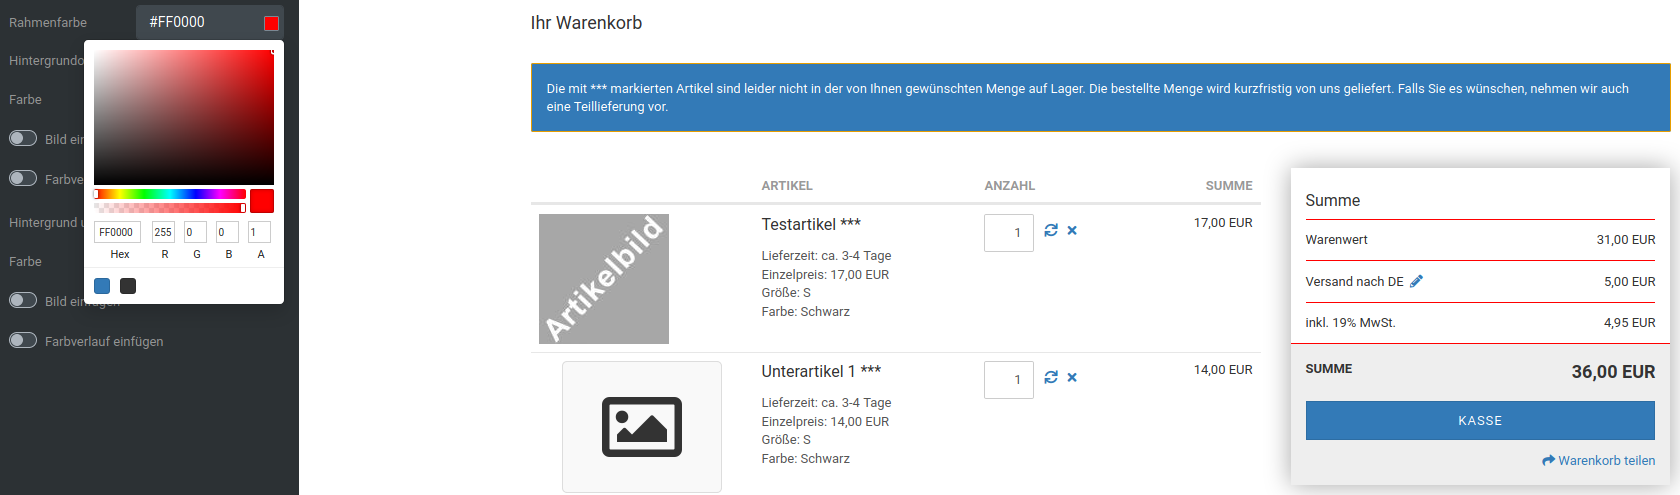 Rahmenfarbe
#FF0000
Hintergrund
Farbe
Bild ein
Farbve
FF0000
255
0
0
1
Hex
R
G
B
A
Hintergrund u
Farbe
Bild einfügen
Farbverlauf einfügen
Ihr Warenkorb
Die mit *** markierten Artikel sind leider nicht in der von Ihnen gewünschten Menge auf Lager. Die bestellte Menge wird kurzfristig von uns geliefert. Falls Sie es wünschen, nehmen wir auch
eine Teillieferung vor.
ARTIKEL
ANZAHL
SUMME
Artikelbild
Testartikel ***
1
17,00 EUR
Lieferzeit: ca. 3-4 Tage
Einzelpreis: 17,00 EUR
Größe: S
Farbe: Schwarz
Unterartikel 1 ***
1
14,00 EUR
Lieferzeit: ca. 3-4 Tage
Einzelpreis: 14,00 EUR
Größe: S
Farbe: Schwarz
Summe
Warenwert 31,00 EUR
Versand nach DE 5,00 EUR
inkl. 19% MwSt. 4,95 EUR
SUMME 36,00 EUR
KASSE
Warenkorb teilen